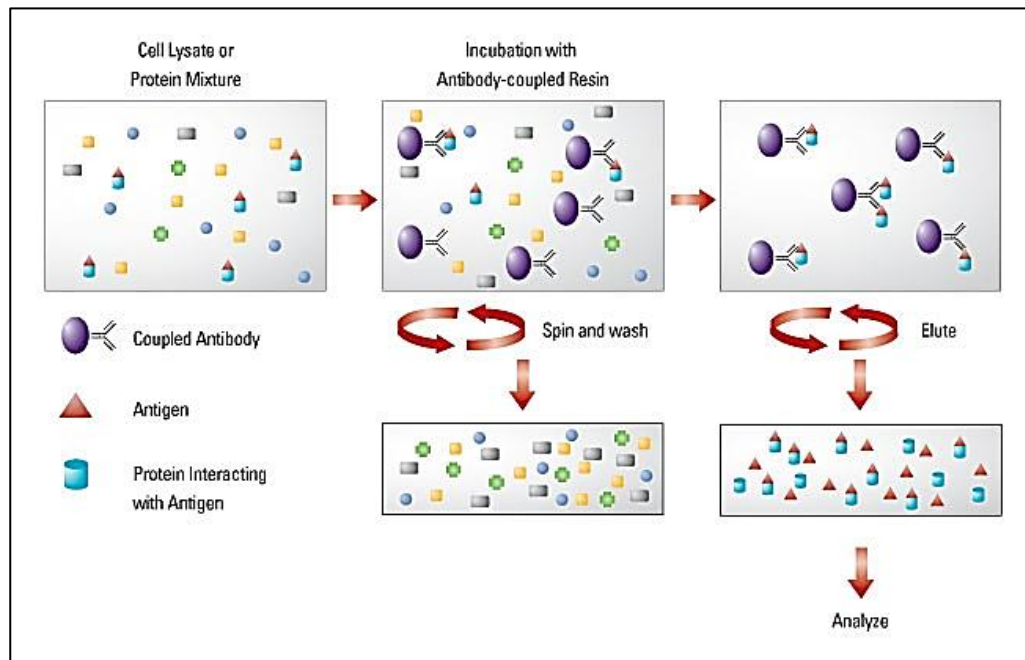 Cell Lysate or
Protein Mixture
Incubation with
Antibody-coupled Resin
Coupled Antibody
Antigen
Protein Interacting
with Antigen
Spin and wash
Elute
Analyze